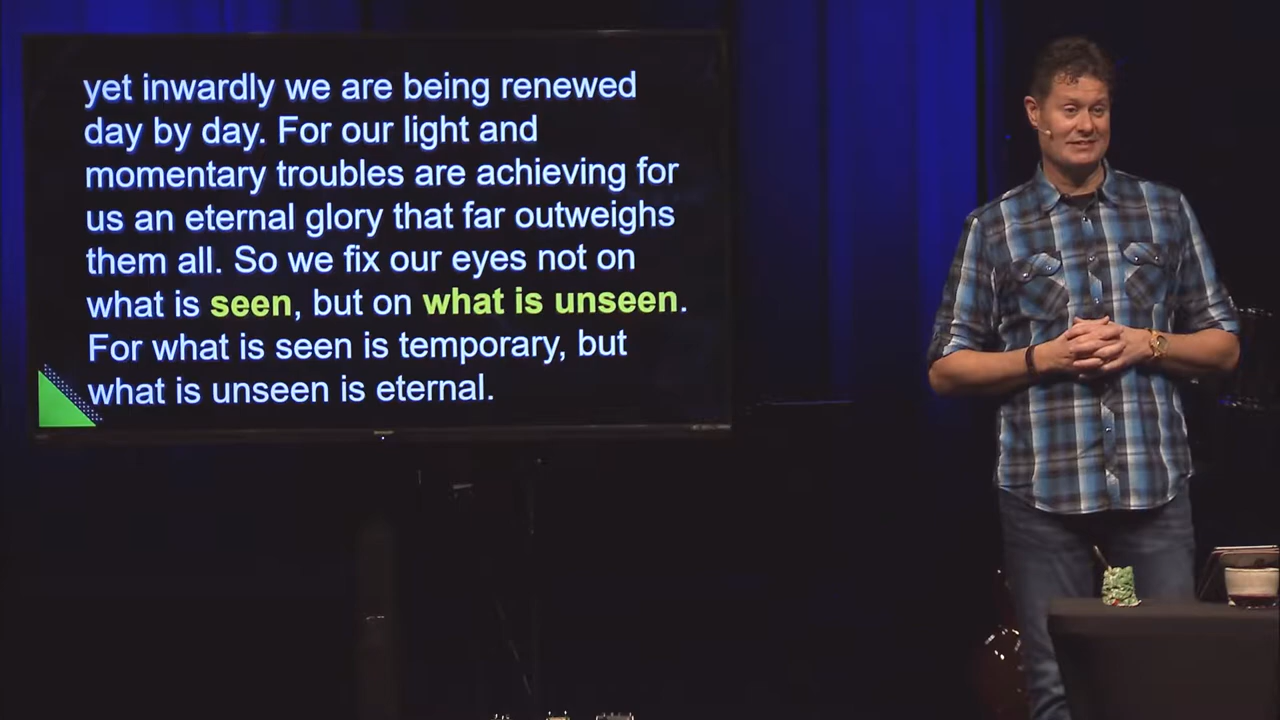 yet inwardly we are being renewed
day by day. For our light and
momentary troubles are achieving for
us an eternal glory that far outweighs
them all. So we fix our eyes not on
what is seen, but on what is unseen.
For what is seen is temporary, but
what is unseen is eternal.